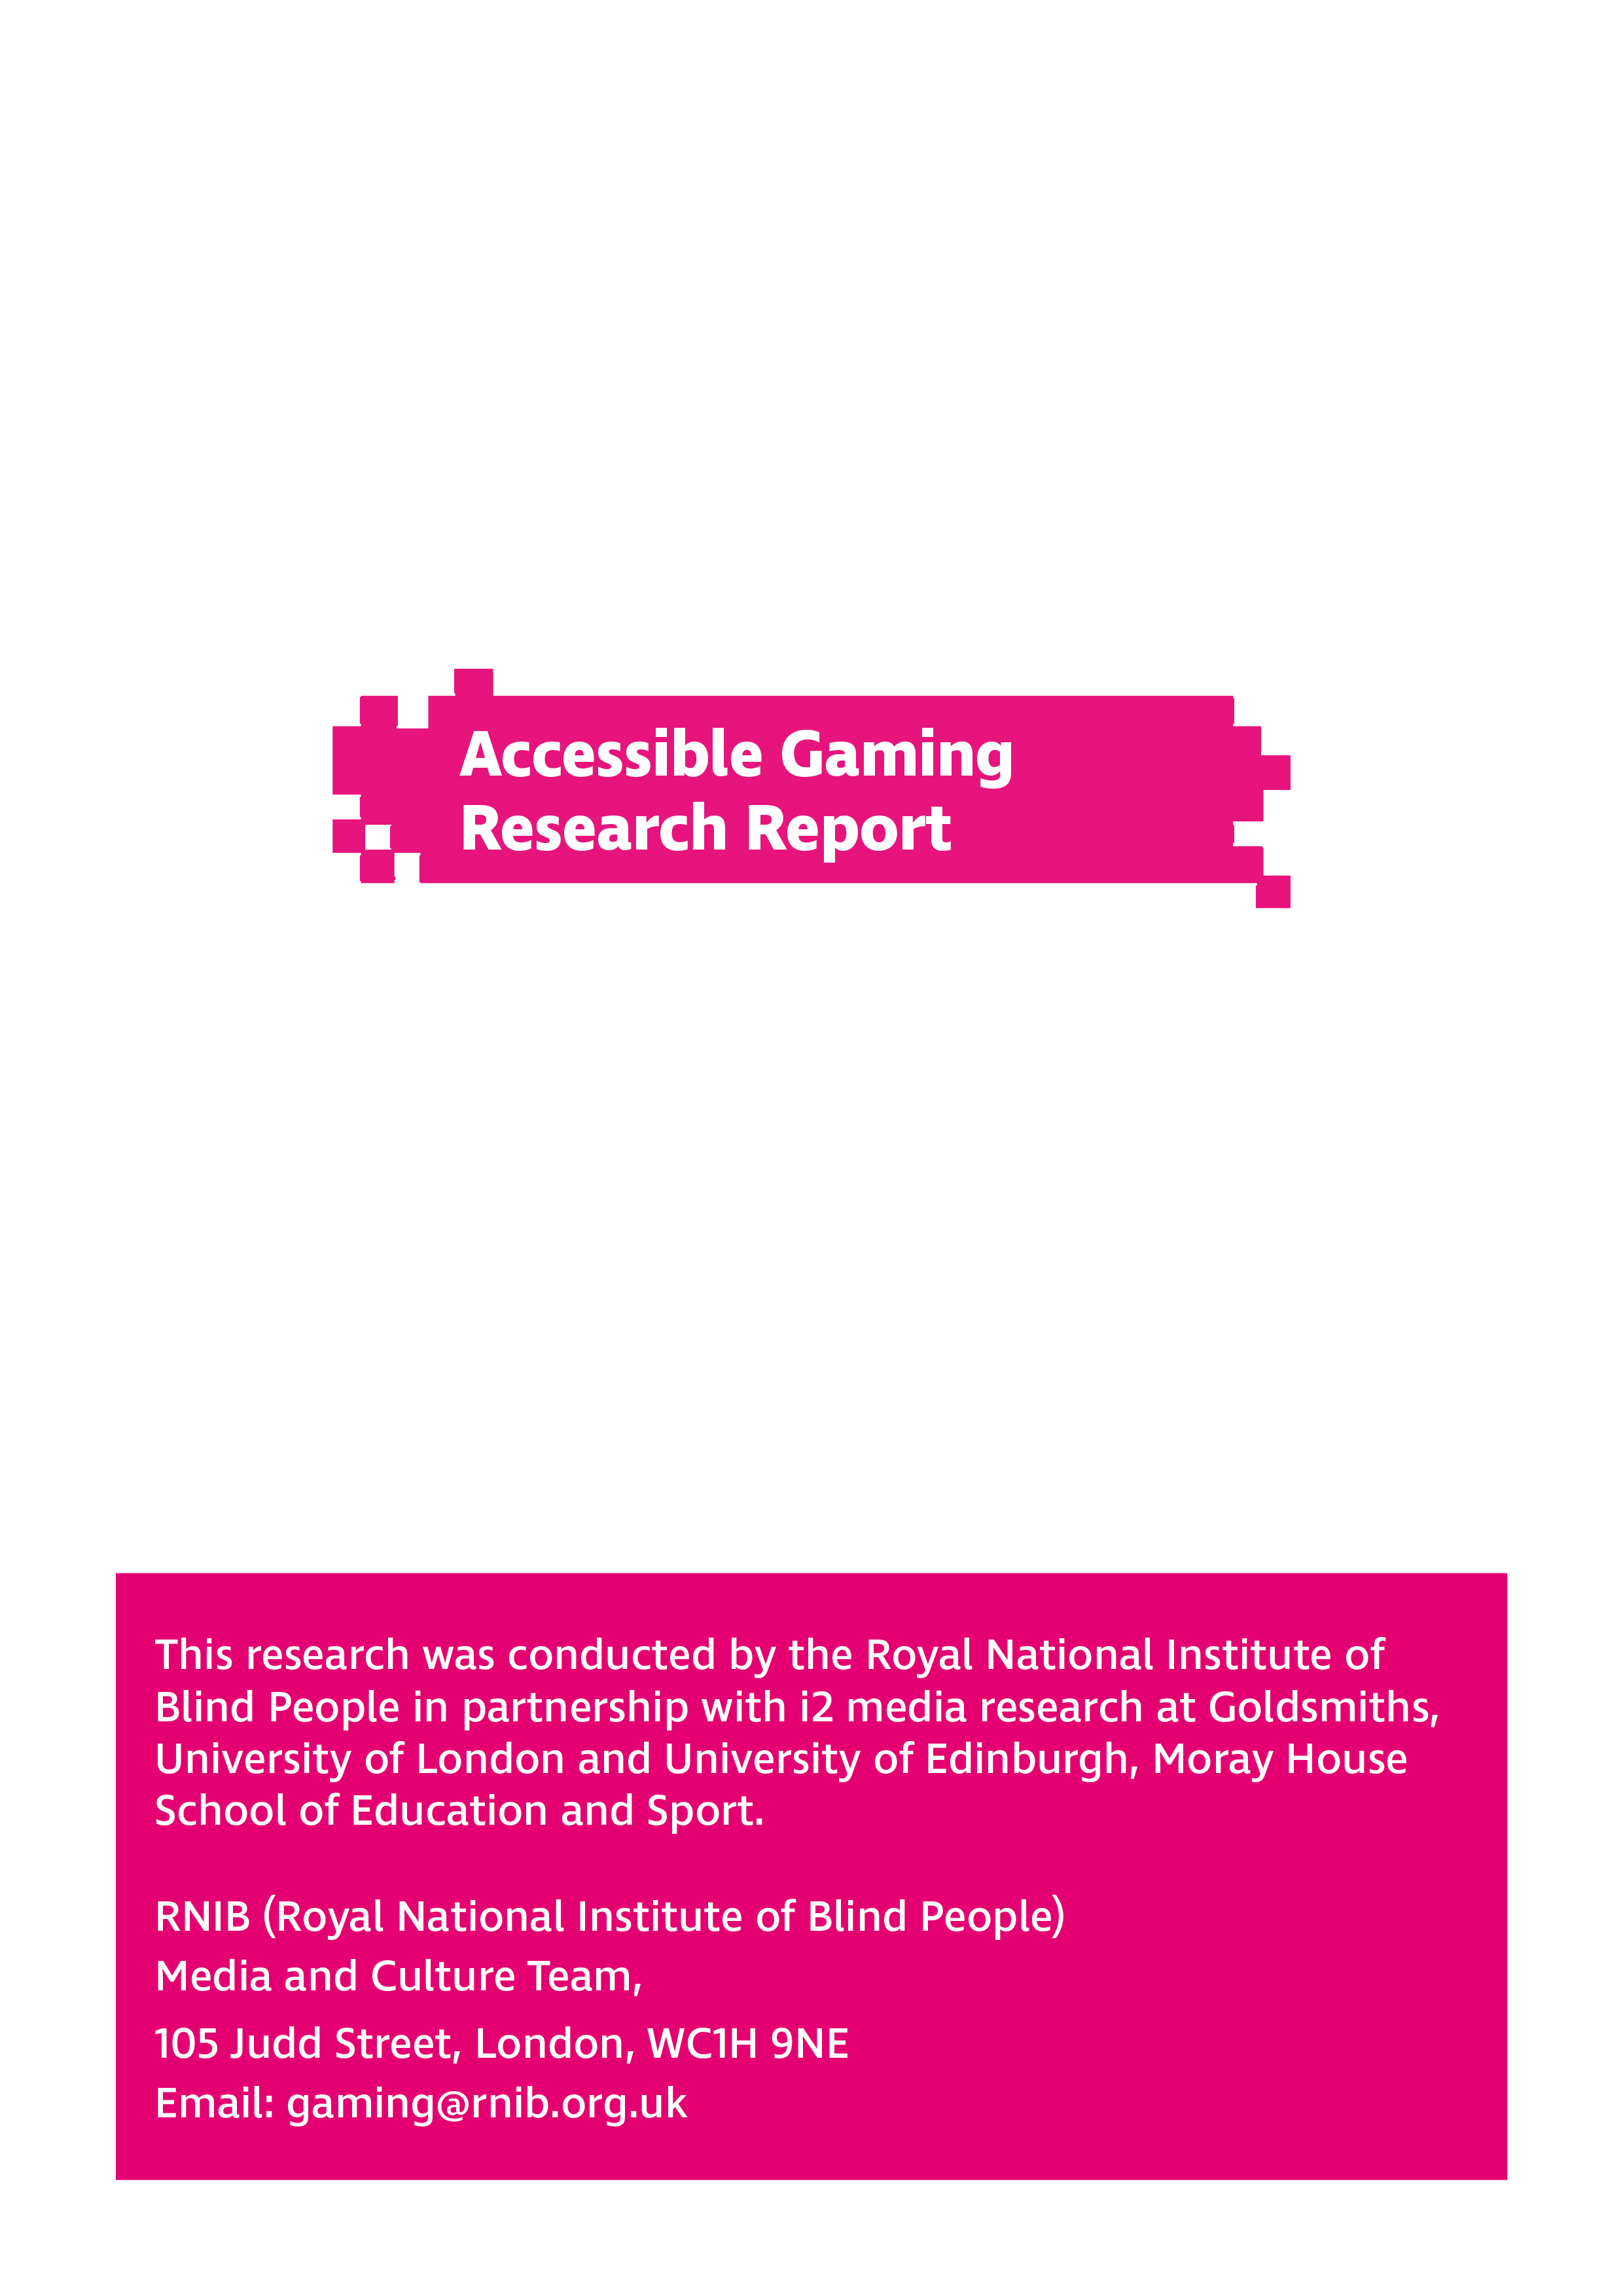 Accessible Gaming
Research Report
This research was conducted by the Royal National Institute of
Blind People in partnership with i2 media research at Goldsmiths,
University of London and University of Edinburgh, Moray House
School of Education and Sport.
RNIB (Royal National Institute of Blind People)
Media and Culture Team,
105 Judd Street, London, WC1H 9NE
Email: gaming@rnib.org.uk